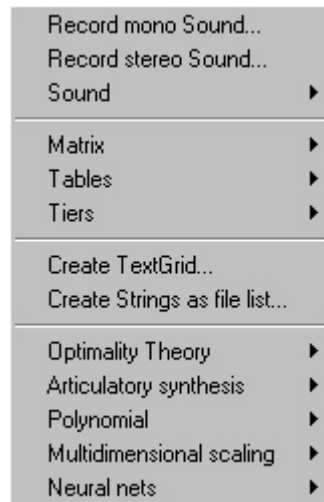 Record mono Sound...
Record stereo Sound...
Sound
Matrix
Tables
Tiers
Create TextGrid...
Create Strings as file list...
Optimality Theory
Articulatory synthesis
Polynomial
Multidimensional scaling
Neural nets